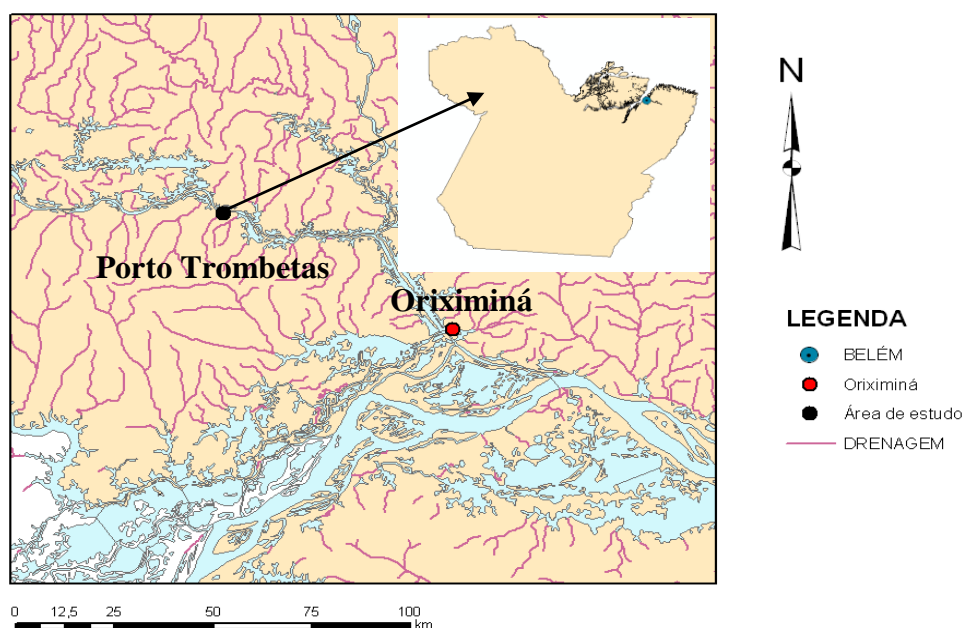 Porto Trombetas
Oriximiná
N
LEGENDA
BELÉM
Oriximiná
Área de estudo
DRENAGEM
0 12,5 25 50 75 100
km